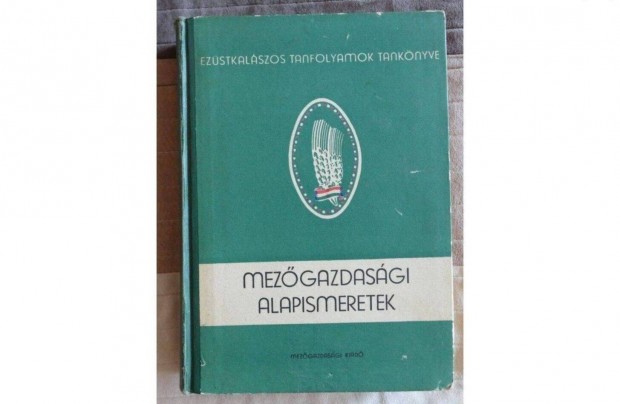 EZÜSTKALÁSZOS TANFOLYAMOK TANKÖNYVE
MEZŐGAZDASÁGI
ALAPISMERETEK
MEZŐGAZDASÁGI KIADÓ